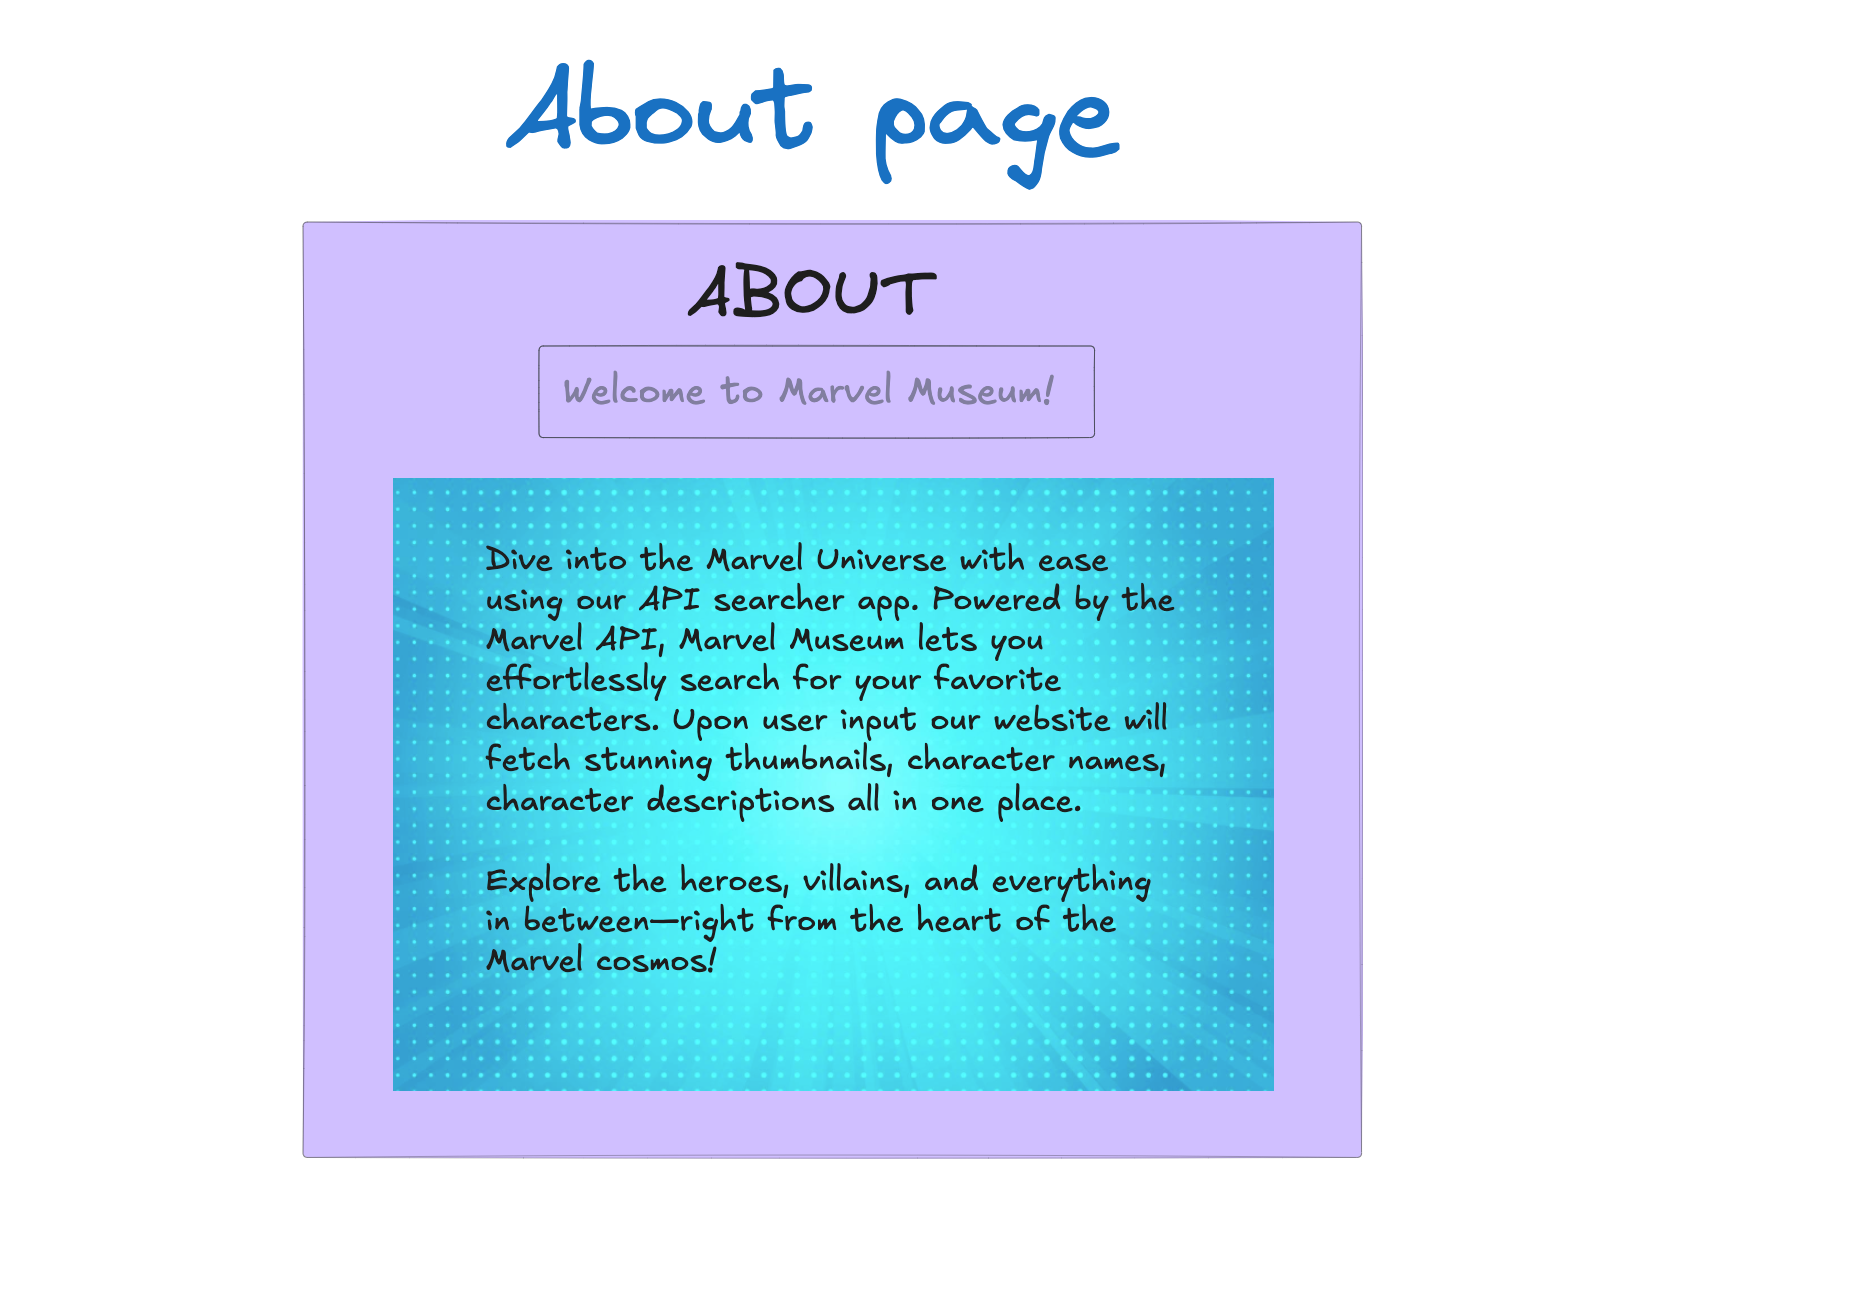 About page
ABOUT
Welcome to Marvel Museum!
Dive into the Marvel Universe with ease
using our API searcher app. Powered by the
Marvel API, Marvel Museum lets you
effortlessly search for your favorite
characters. Upon user input our website will
fetch stunning thumbnails, character names,
character descriptions all in one place.
Explore the heroes, villains, and everything
in between—right from the heart of the
Marvel cosmos!